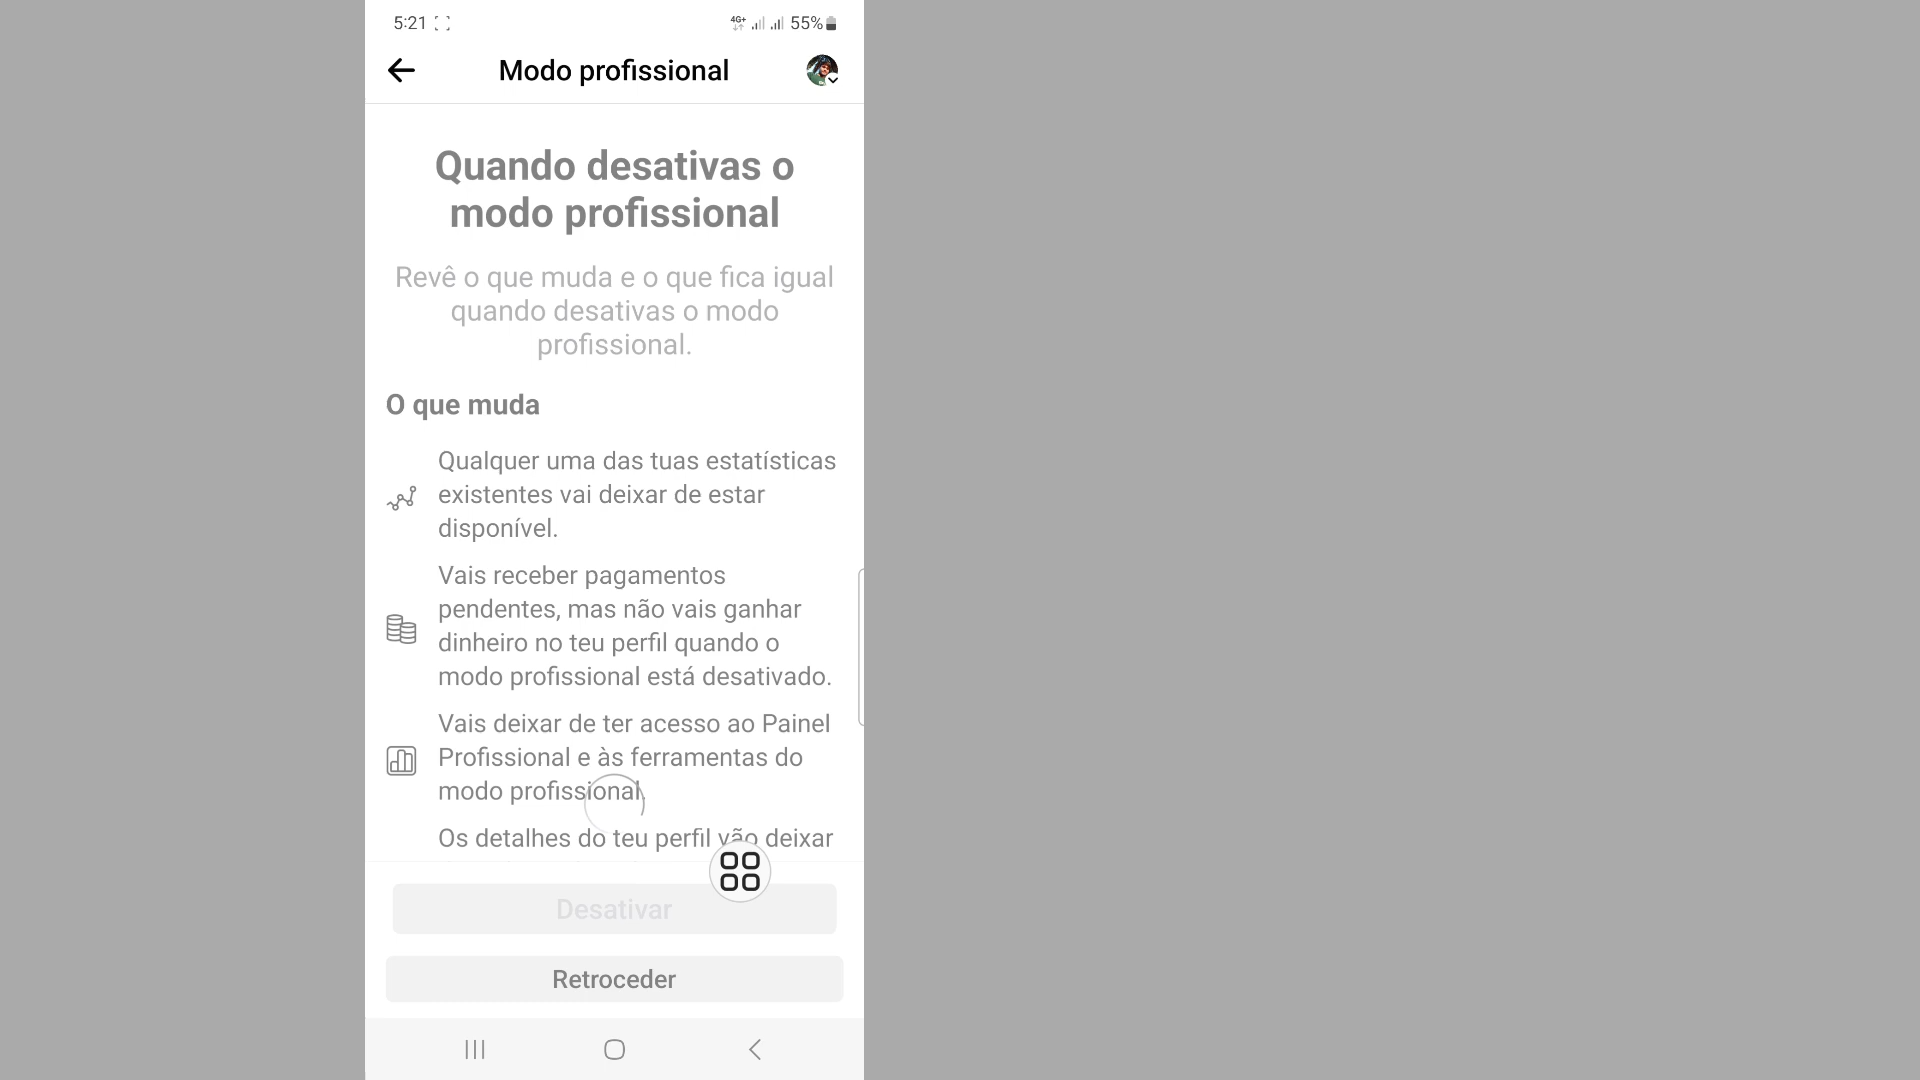 5:21
4G+
55%
Modo profissional
Quando desativas o
modo profissional
Revê o que muda e o que fica igual
quando desativas o modo
profissional.
O que muda
Qualquer uma das tuas estatísticas
existentes vai deixar de estar
disponível.
Vais receber pagamentos
pendentes, mas não vais ganhar
dinheiro no teu perfil quando o
modo profissional está desativado.
Vais deixar de ter acesso ao Painel
Profissional e às ferramentas do
modo profissional.
Os detalhes do teu perfil vão deixar
Desativar
Retroceder